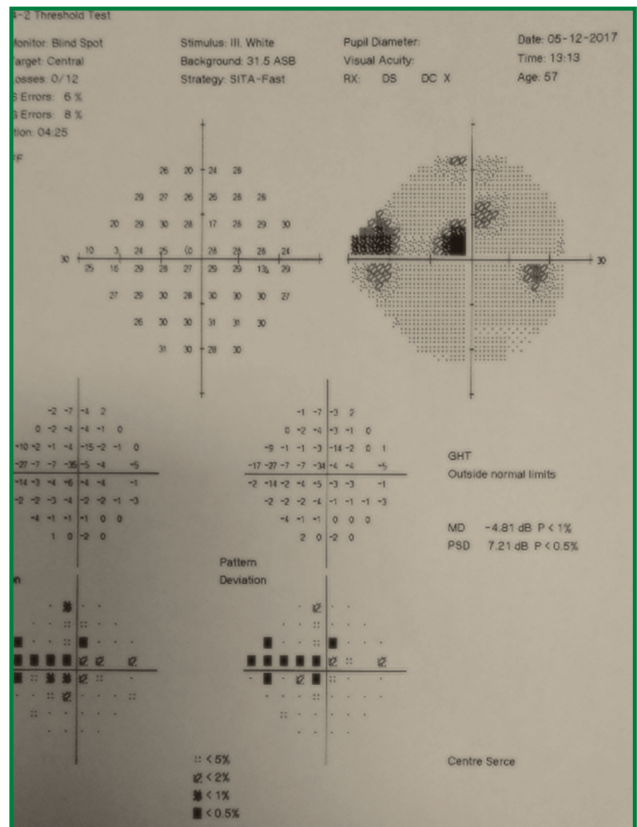 4-2 Threshold Test
Monitor: Blind Spot Stimulus: III, White Pupil Diameter: Date: 05-12-2017
Target: Central Background: 31.5 ASB Visual Acuity: Time: 13:13
osses: 0/12 Strategy: SITA-Fast RX: DS DC X Age: 57
S Errors: 6 %
G Errors: 8 %
tion: 04:25
26 20 24 28
29 27 26 26 26 28
20 29 30 28 17 28 29 30
10 3 24 25 <0 28 28 28 24
30 30
25 16 29 28 27 29 29 29
27 29 30 28 30 30 30 27
26 30 30 31 31 30
31 30 28 30
-2 -7 -4 2
0 -2 -4 -4 -1 0
-10 -2 -1 -4 -15 -2 -1 0
-27 -7 -7 -35 -5 -4 -5
-14 -3 -4 -6 -4 -4 -1
-2 -2 -3 -4 -2 -2 -1 -3
-4 -1 -1 -1 0 0
1 0 -2 0
-1 -7 -3 2
0 -2 -4 -3 -1 0
-9 -1 -1 -3 -14 -2 0 1
-17 -27 -7 -7 -34 -4 -4 -5
-2 -14 -2 -4 -5 -3 -3 -1
-2 -2 -2 -4 -1 -1 -1 -3
-4 -1 -1 0 0 0
2 0 -2 0
GHT
Outside normal limits
MD -4.81 dB P < 1%
PSD 7.21 dB P < 0.5%
Pattern
Deviation
n
< 5%
< 2%
< 1%
< 0.5%
Centre Serce